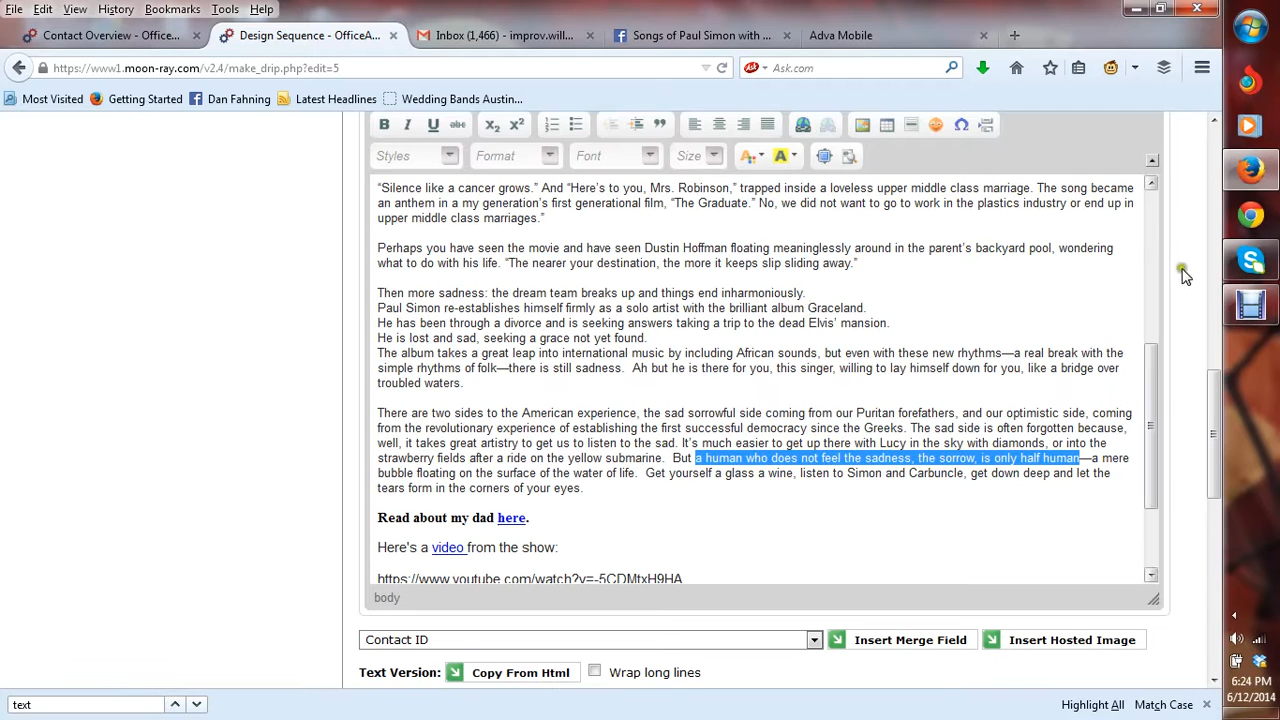 File Edit View History Bookmarks Tools Help
Contact Overview - Office... Design Sequence - OfficeA... Inbox (1,466) - improvvill... Songs of Paul Simon with ... Adva Mobile
https://www1.moon-ray.com/v2.4/make_drip.php?edit=5 Ask Ask.com
Most Visited Getting Started Dan Fahning Latest Headlines Wedding Bands Austin...
B I U abc X₂ X² Ω
Styles Format Font Size A A
“Silence like a cancer grows.” And “Here’s to you, Mrs. Robinson,” trapped inside a loveless upper middle class marriage. The song became
an anthem in a my generation’s first generational film, “The Graduate.” No, we did not want to go to work in the plastics industry or end up in
upper middle class marriages.”
Perhaps you have seen the movie and have seen Dustin Hoffman floating meaninglessly around in the parent’s backyard pool, wondering
what to do with his life. “The nearer your destination, the more it keeps slip sliding away.”
Then more sadness: the dream team breaks up and things end inharmoniously.
Paul Simon re-establishes himself firmly as a solo artist with the brilliant album Graceland.
He has been through a divorce and is seeking answers taking a trip to the dead Elvis’ mansion.
He is lost and sad, seeking a grace not yet found.
The album takes a great leap into international music by including African sounds, but even with these new rhythms—a real break with the
simple rhythms of folk—there is still sadness. Ah but he is there for you, this singer, willing to lay himself down for you, like a bridge over
troubled waters.
There are two sides to the American experience, the sad sorrowful side coming from our Puritan forefathers, and our optimistic side, coming
from the revolutionary experience of establishing the first successful democracy since the Greeks. The sad side is often forgotten because,
well, it takes great artistry to get us to listen to the sad. It’s much easier to get up there with Lucy in the sky with diamonds, or into the
strawberry fields after a ride on the yellow submarine. But a human who does not feel the sadness, the sorrow, is only half human—a mere
bubble floating on the surface of the water of life. Get yourself a glass a wine, listen to Simon and Carbuncle, get down deep and let the
tears form in the corners of your eyes.
Read about my dad here.
Here's a video from the show:
https://www.youtube.com/watch?v=-5CDMtxH9HA
body
Contact ID Insert Merge Field Insert Hosted Image
Text Version: Copy From Html Wrap long lines
text Highlight All Match Case
6:24 PM
6/12/2014